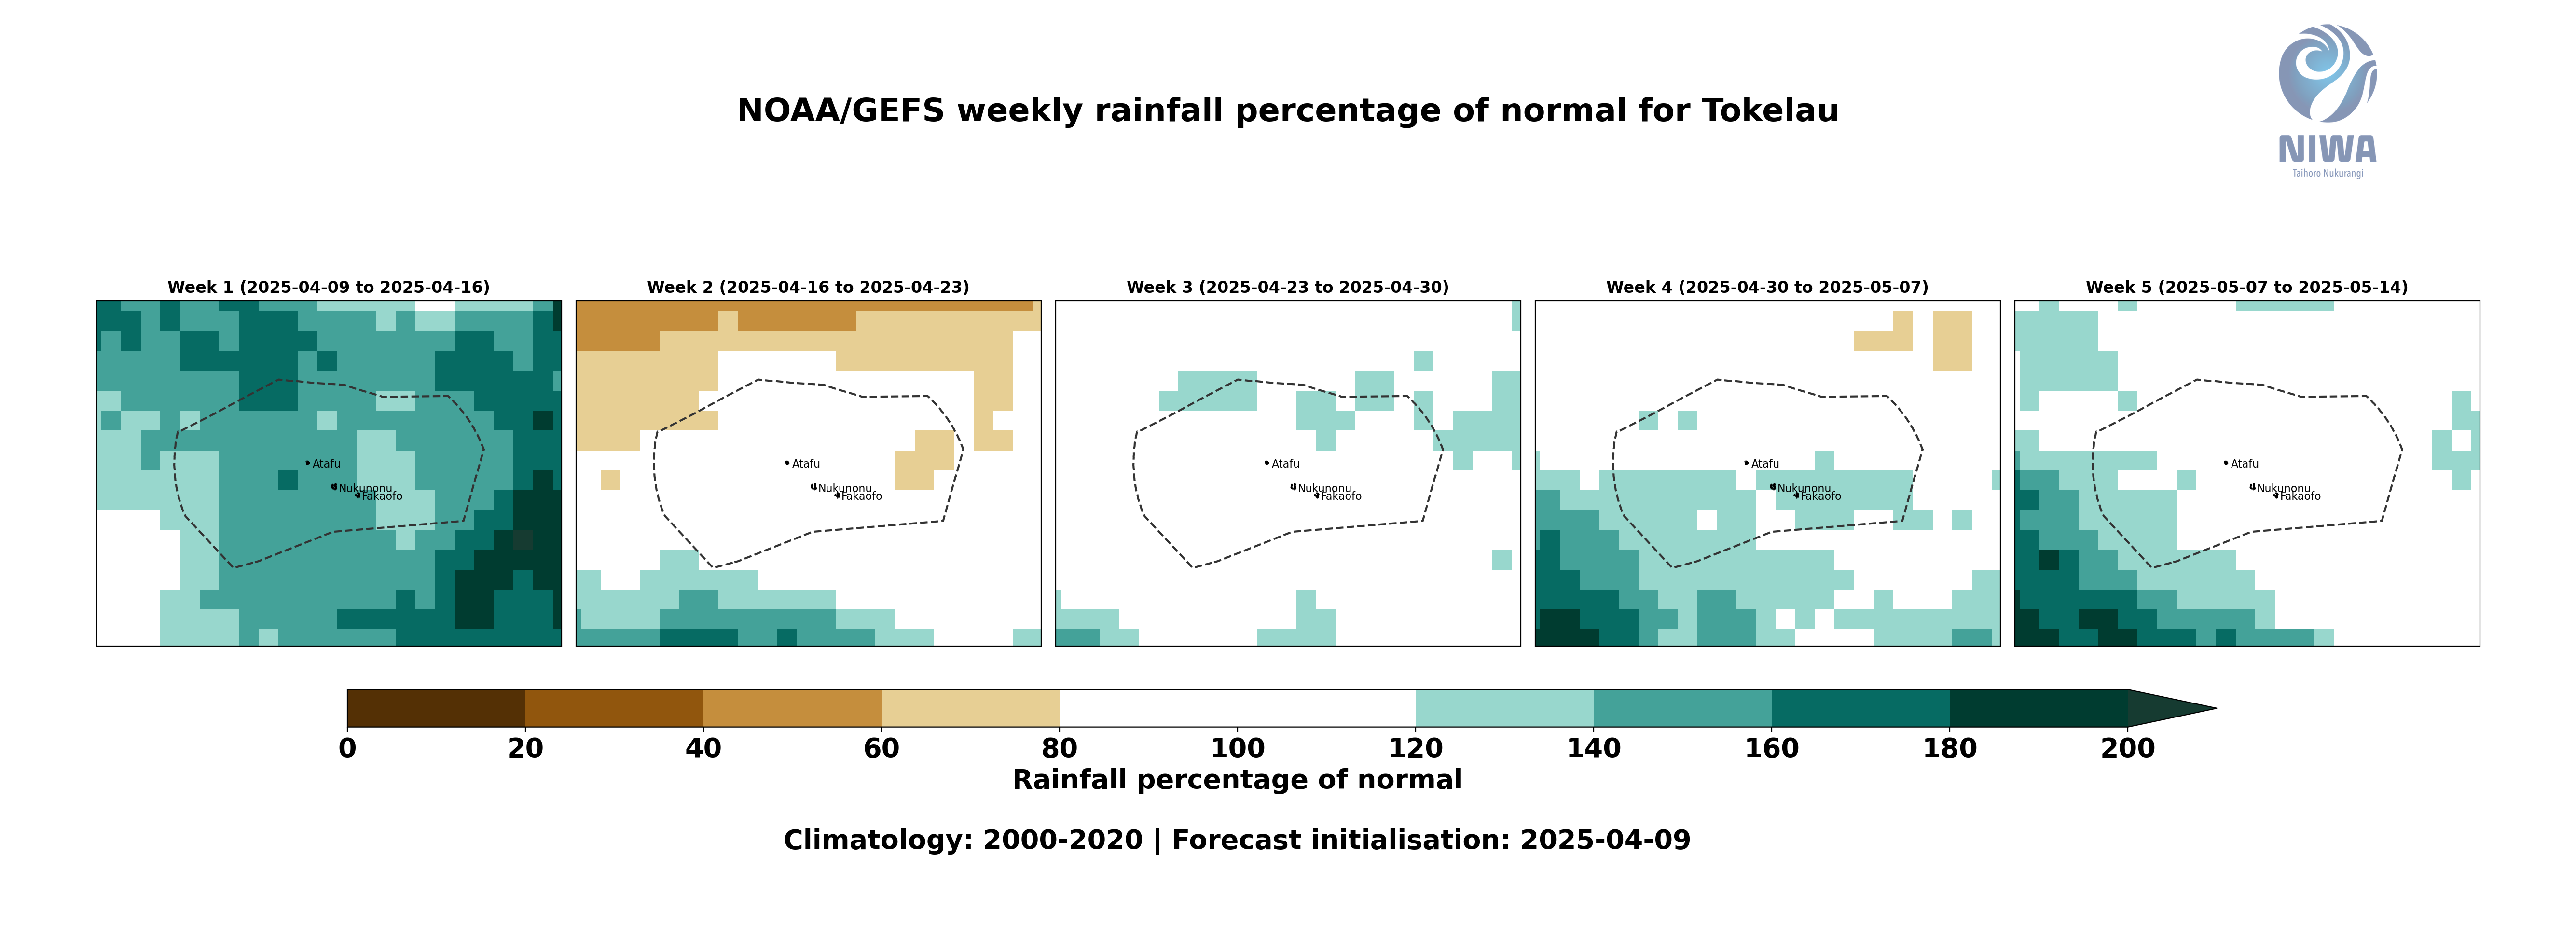 NOAA/GEFS weekly rainfall percentage of normal for Tokelau
NIWA
Taihoro Nukurangi
Week 1 (2025-04-09 to 2025-04-16)
Week 2 (2025-04-16 to 2025-04-23)
Week 3 (2025-04-23 to 2025-04-30)
Week 4 (2025-04-30 to 2025-05-07)
Week 5 (2025-05-07 to 2025-05-14)
Atafu
Nukunonu
Fakaofo
Atafu
Nukunonu
Fakaofo
Atafu
Nukunonu
Fakaofo
Atafu
Nukunonu
Fakaofo
Atafu
Nukunonu
Fakaofo
0 20 40 60 80 100 120 140 160 180 200
Rainfall percentage of normal
Climatology: 2000-2020 | Forecast initialisation: 2025-04-09